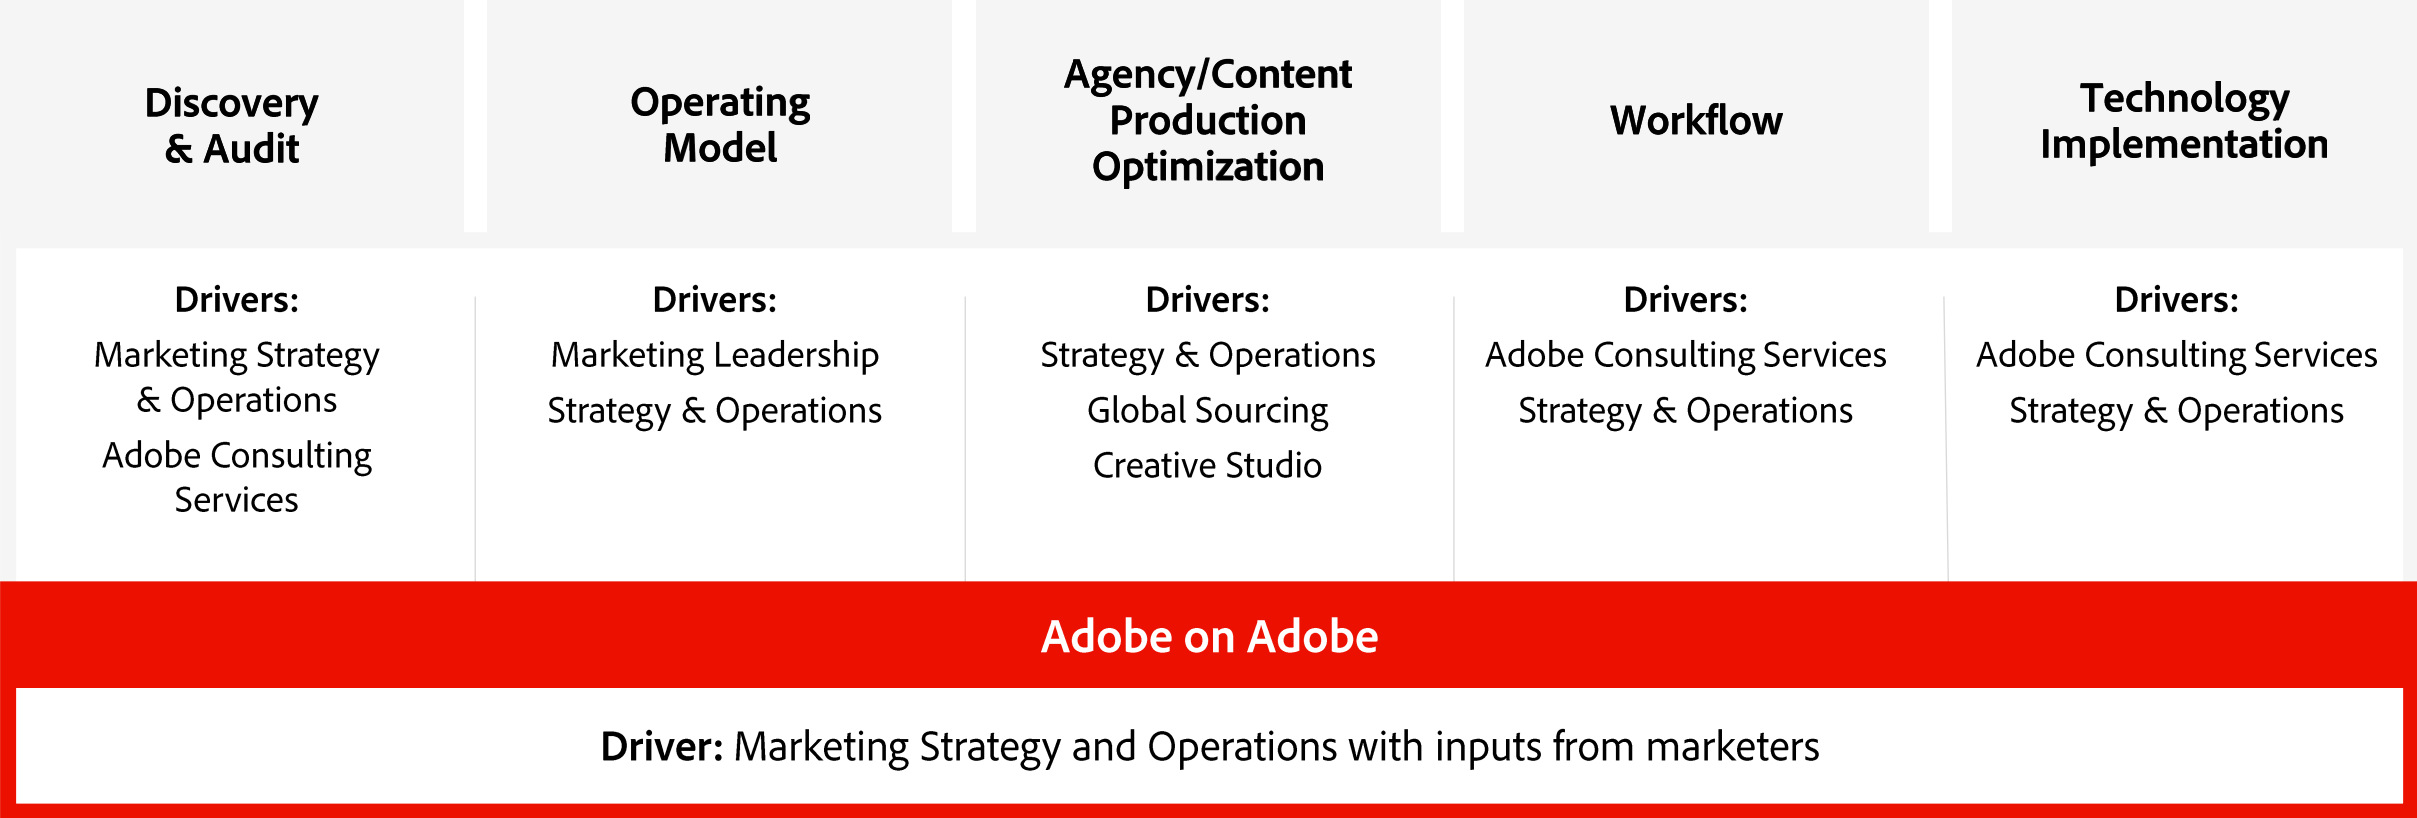 Discovery
& Audit
Operating
Model
Agency/Content
Production
Optimization
Workflow
Technology
Implementation
Drivers:
Marketing Strategy
& Operations
Adobe Consulting
Services
Drivers:
Marketing Leadership
Strategy & Operations
Drivers:
Strategy & Operations
Global Sourcing
Creative Studio
Drivers:
Adobe Consulting Services
Strategy & Operations
Drivers:
Adobe Consulting Services
Strategy & Operations
Adobe on Adobe
Driver: Marketing Strategy and Operations with inputs from marketers